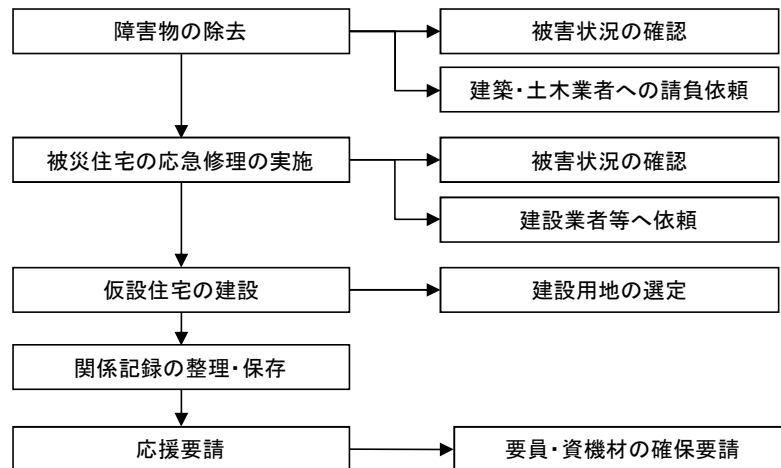 障害物の除去
被害状況の確認
建築・土木業者への請負依頼
被災住宅の応急修理の実施
被害状況の確認
建設業者等へ依頼
仮設住宅の建設
建設用地の選定
関係記録の整理・保存
応援要請
要員・資機材の確保要請